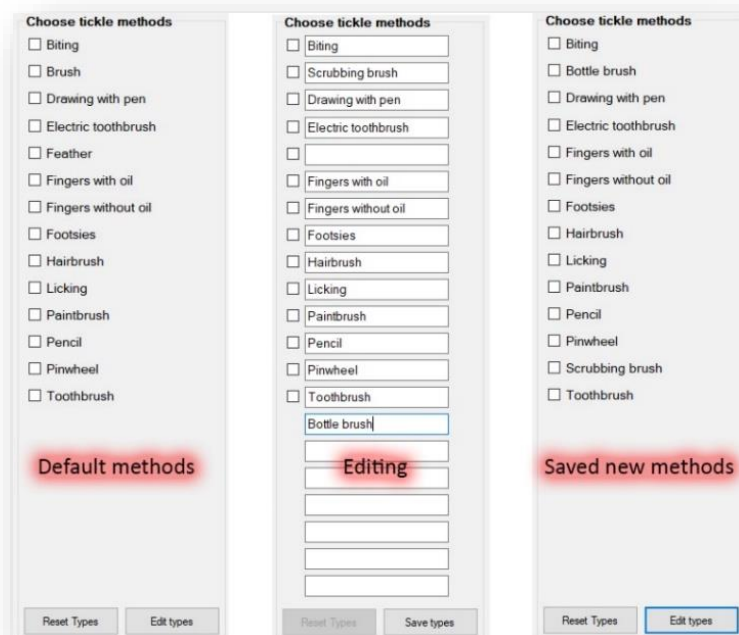 Choose tickle methods
Biting
Brush
Drawing with pen
Electric toothbrush
Feather
Fingers with oil
Fingers without oil
Footsies
Hairbrush
Licking
Paintbrush
Pencil
Pinwheel
Toothbrush
Default methods
Reset Types
Edit types
Choose tickle methods
Biting
Scrubbing brush
Drawing with pen
Electric toothbrush
Fingers with oil
Fingers without oil
Footsies
Hairbrush
Licking
Paintbrush
Pencil
Pinwheel
Toothbrush
Bottle brush
Editing
Reset Types
Save types
Choose tickle methods
Biting
Bottle brush
Drawing with pen
Electric toothbrush
Fingers with oil
Fingers without oil
Footsies
Hairbrush
Licking
Paintbrush
Pencil
Pinwheel
Scrubbing brush
Toothbrush
Saved new methods
Reset Types
Edit types